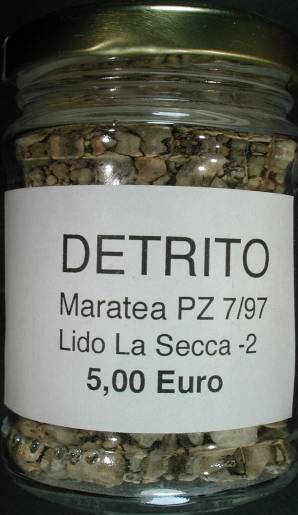 DETRITO
Maratea PZ 7/97
Lido La Secca -2
5,00 Euro